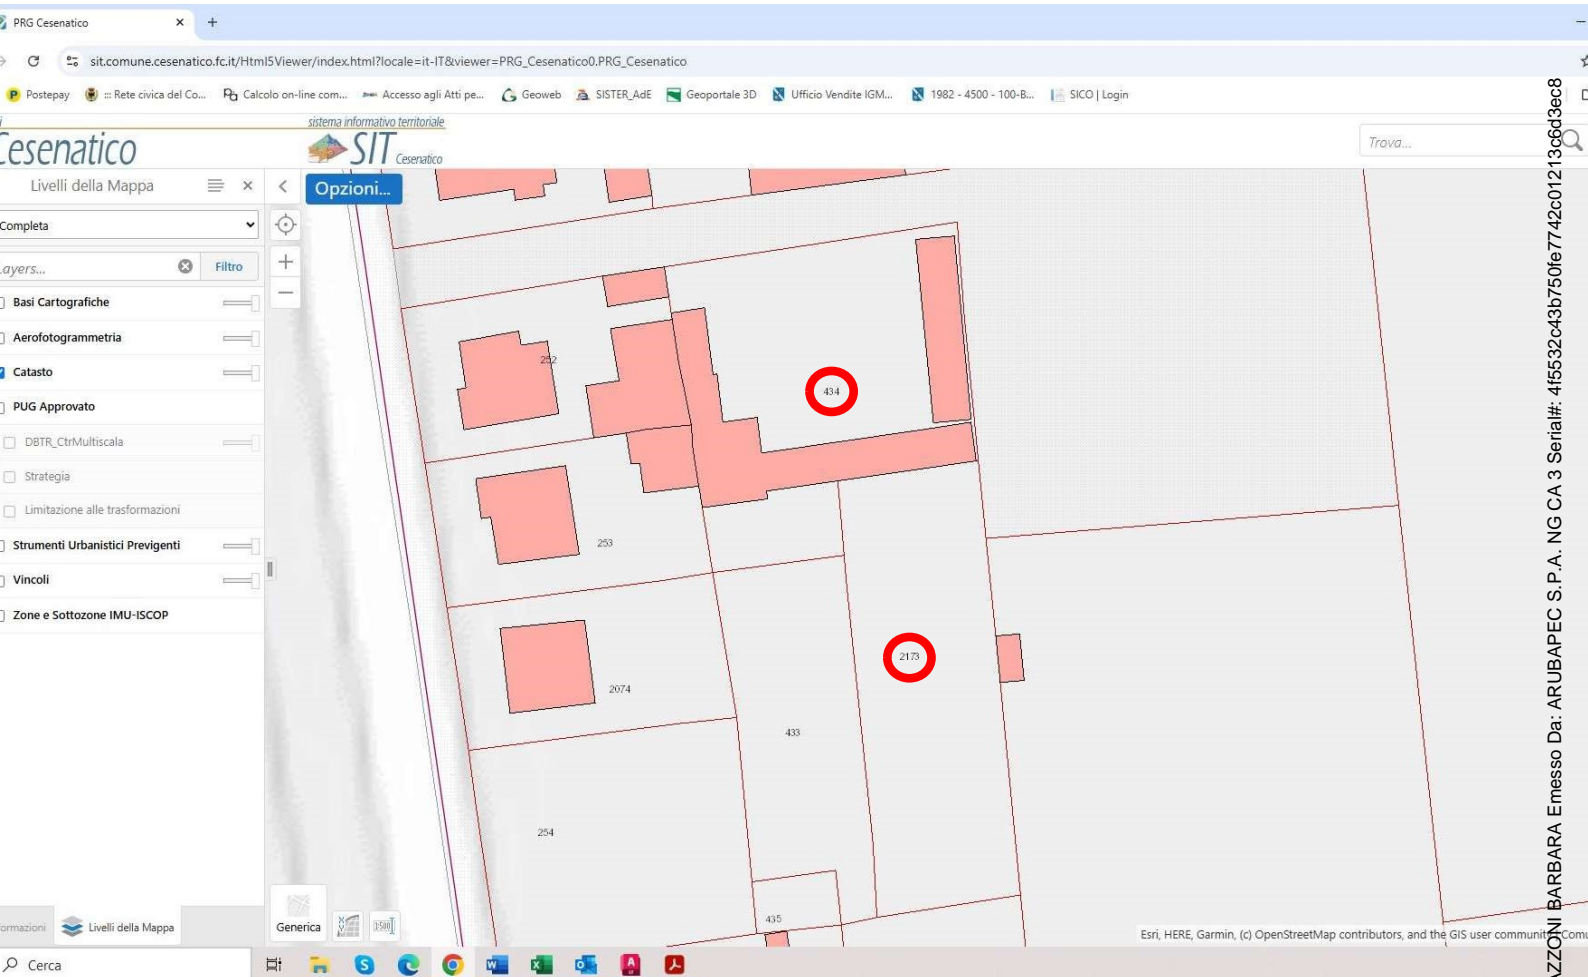 PRG Cesenatico
sit.comune.cesenatico.fc.it/Html5Viewer/index.html?locale=it-IT&viewer=PRG_Cesenatico0.PRG_Cesenatico
Postepay
::: Rete civica del Co...
Calcolo on-line com...
Accesso agli Atti pe...
Geoweb
SISTER_AdE
Geoportale 3D
Ufficio Vendite IGM...
1982 - 4500 - 100-B...
SICO | Login
Cesenatico
sistema informativo territoriale
SIT Cesenatico
Trova...
Livelli della Mappa
Opzioni...
Completa
Layers...
Filtro
Basi Cartografiche
Aerofotogrammetria
Catasto
PUG Approvato
DBTR_CtrMultiscala
Strategia
Limitazione alle trasformazioni
Strumenti Urbanistici Previgenti
Vincoli
Zone e Sottozone IMU-ISCOP
252
434
253
2173
2074
433
254
435
Generica
1:500
Esri, HERE, Garmin, (c) OpenStreetMap contributors, and the GIS user community, Comu
ormazioni
Livelli della Mappa
Cerca
AZZONI BARBARA Emesso Da: ARUBAPEC S.P.A. NG CA 3 Serial#: 4f5532c43b750fe7742c01213c6d3ec8